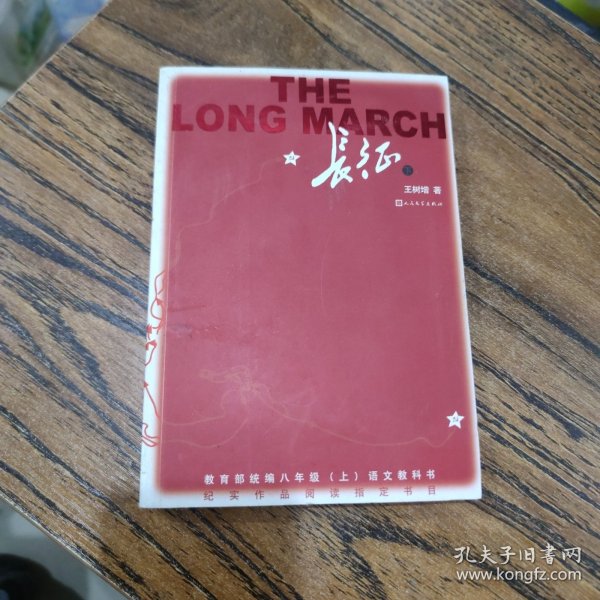 THE
LONG MARCH
長征
下
王树增 著
人民文学出版社
教育部统编八年级（上）语文教科书
纪实作品阅读指定书目
孔夫子旧书网
www.kongfz.com